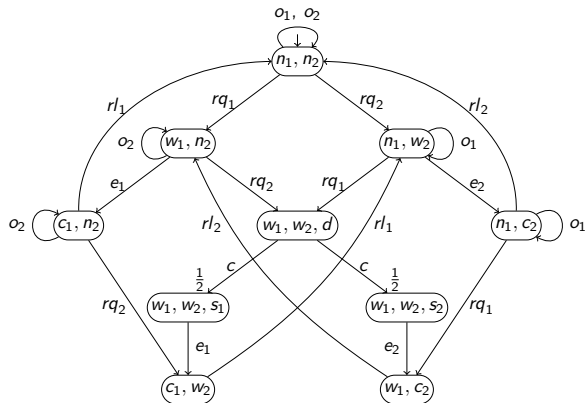 o₁, o₂
n₁, n₂
rl₁ rq₁ rq₂ rl₂
o₂ w₁, n₂ n₁, w₂ o₁
e₁ rq₂ rq₁ e₂
o₂ c₁, n₂ rl₂ w₁, w₂, d rl₁ n₁, c₂ o₁
c c
1/2 1/2
rq₂ w₁, w₂, s₁ w₁, w₂, s₂ rq₁
e₁ e₂
c₁, w₂ w₁, c₂